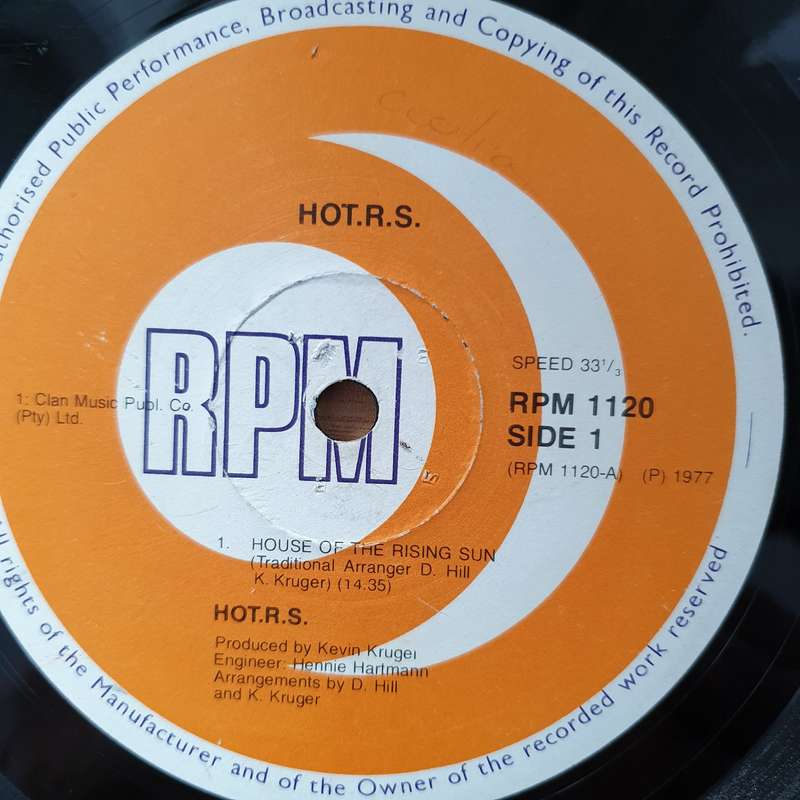 thorised Public Performance, Broadcasting and Copying of this Record Prohibited.
HOT.R.S.
RPM
SPEED 33¹/₃
RPM 1120
SIDE 1
(RPM 1120-A) (P) 1977
1: Clan Music Publ. Co.
(Pty) Ltd.
1. HOUSE OF THE RISING SUN
(Traditional Arranger D. Hill
K. Kruger) (14.35)
HOT.R.S.
Produced by Kevin Kruger
Engineer: Hennie Hartmann
Arrangements by D. Hill
and K. Kruger
All rights of the Manufacturer and of the Owner of the recorded work reserved